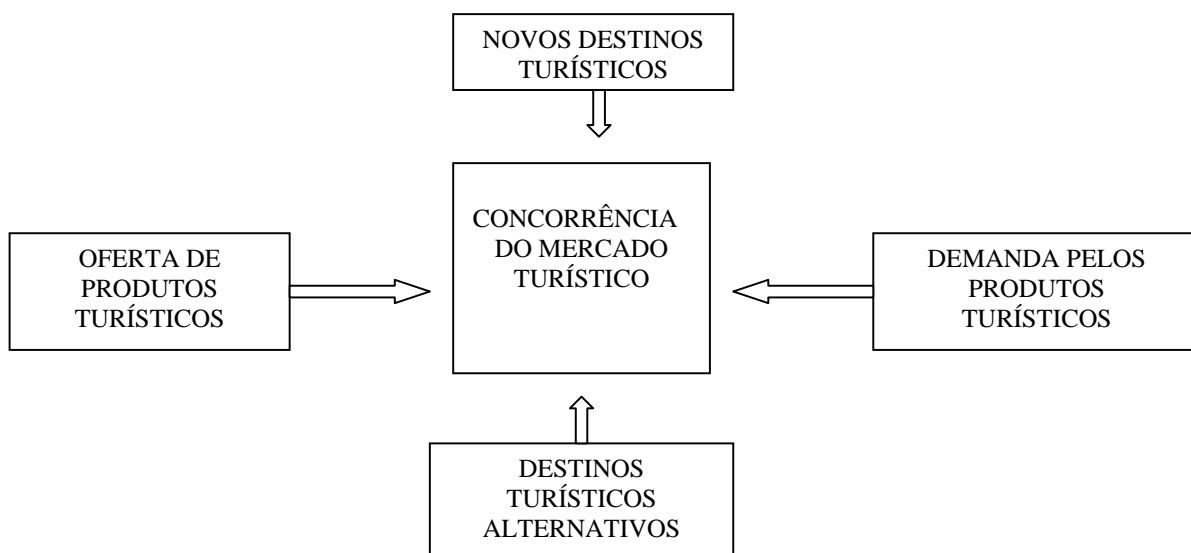 NOVOS DESTINOS
TURÍSTICOS
CONCORRÊNCIA
DO MERCADO
TURÍSTICO
OFERTA DE
PRODUTOS
TURÍSTICOS
DEMANDA PELOS
PRODUTOS
TURÍSTICOS
DESTINOS
TURÍSTICOS
ALTERNATIVOS